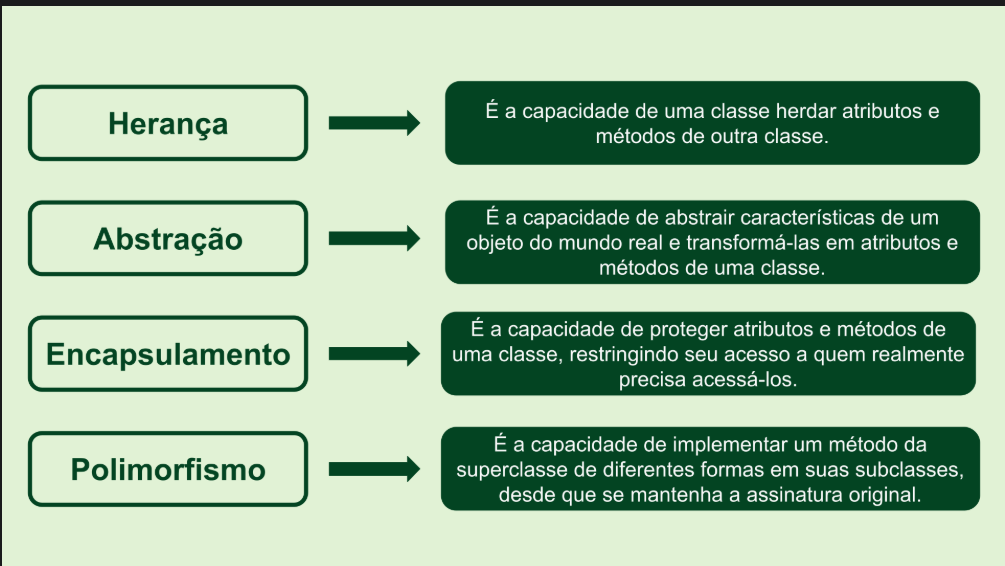 Herança
É a capacidade de uma classe herdar atributos e
métodos de outra classe.
Abstração
É a capacidade de abstrair características de um
objeto do mundo real e transformá-las em atributos e
métodos de uma classe.
Encapsulamento
É a capacidade de proteger atributos e métodos de
uma classe, restringindo seu acesso a quem realmente
precisa acessá-los.
Polimorfismo
É a capacidade de implementar um método da
superclasse de diferentes formas em suas subclasses,
desde que se mantenha a assinatura original.